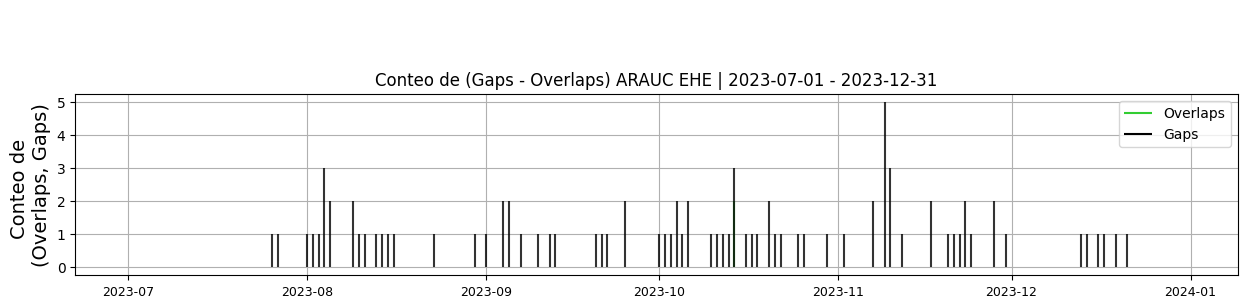 Conteo de (Gaps - Overlaps) ARAUC EHE | 2023-07-01 - 2023-12-31
Conteo de
(Overlaps, Gaps)
5
4
3
2
1
0
Overlaps
Gaps
2023-07
2023-08
2023-09
2023-10
2023-11
2023-12
2024-01